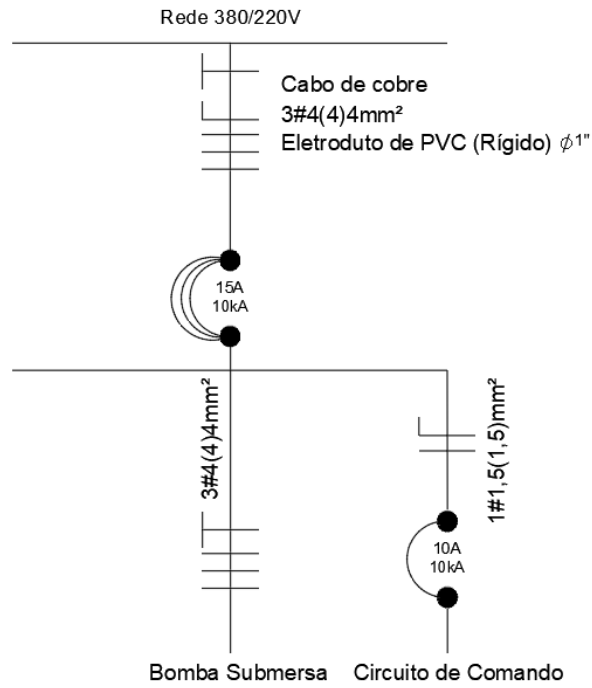 Rede 380/220V
Cabo de cobre
3#4(4)4mm²
Eletroduto de PVC (Rígido) ϕ1"
15A
10kA
3#4(4)4mm²
1#1,5(1,5)mm²
10A
10kA
Bomba Submersa
Circuito de Comando